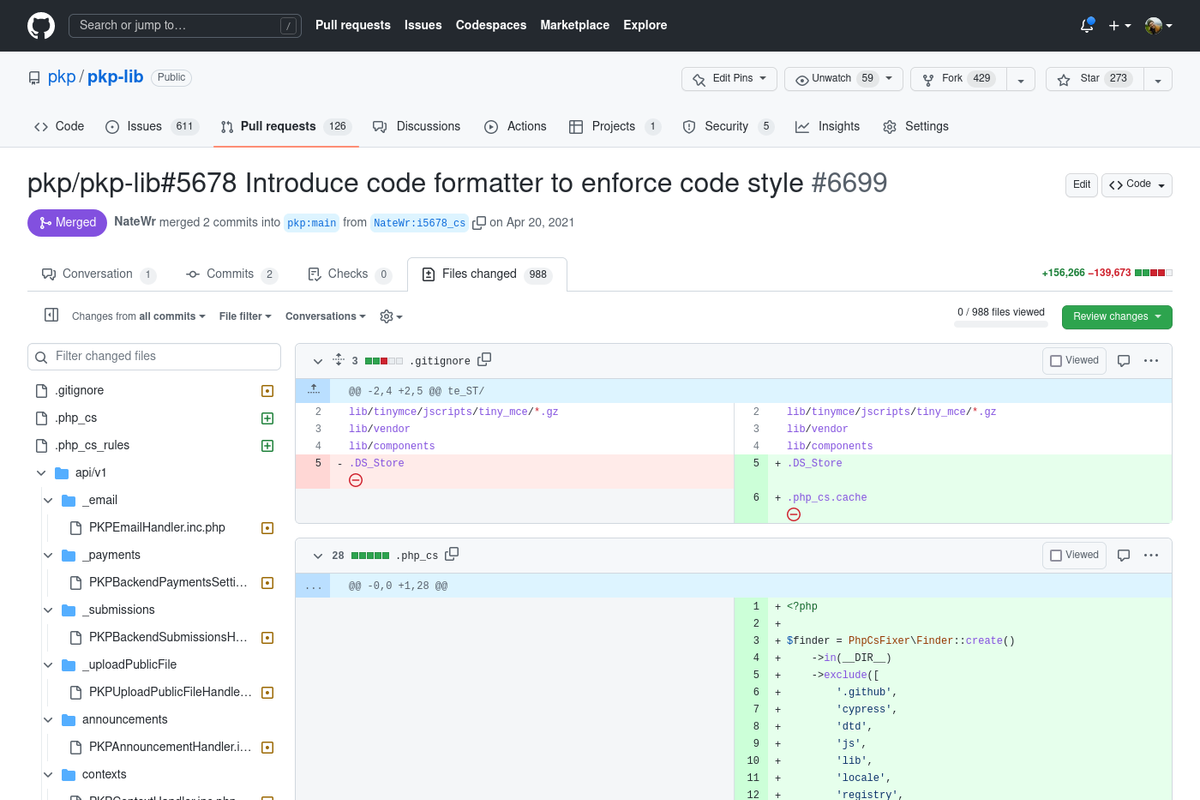 Search or jump to… /
Pull requests Issues Codespaces Marketplace Explore
pkp / pkp-lib Public
Edit Pins Unwatch 59 Fork 429 Star 273
Code Issues 611 Pull requests 126 Discussions Actions Projects 1 Security 5 Insights Settings
pkp/pkp-lib#5678 Introduce code formatter to enforce code style #6699
Edit Code
Merged NateWr merged 2 commits into pkp:main from NateWr:i5678_cs on Apr 20, 2021
Conversation 1 Commits 2 Checks 0 Files changed 988
+156,266 −139,673
Changes from all commits File filter Conversations
0 / 988 files viewed Review changes
Filter changed files
.gitignore
.php_cs
.php_cs_rules
api/v1
_email
PKPEmailHandler.inc.php
_payments
PKPBackendPaymentsSetti...
_submissions
PKPBackendSubmissionsH...
_uploadPublicFile
PKPUploadPublicFileHandle...
announcements
PKPAnnouncementHandler.i...
contexts
PKPContextHandler.inc.php
3 .gitignore Viewed
@@ -2,4 +2,5 @@ te_ST/
2 lib/tinymce/jscripts/tiny_mce/*.gz 2 lib/tinymce/jscripts/tiny_mce/*.gz
3 lib/vendor 3 lib/vendor
4 lib/components 4 lib/components
5 - .DS_Store 5 + .DS_Store
6 + .php_cs.cache
28 .php_cs Viewed
... @@ -0,0 +1,28 @@
1 + <?php
2 +
3 + $finder = PhpCsFixer\Finder::create()
4 + ->in(__DIR__)
5 + ->exclude([
6 + '.github',
7 + 'cypress',
8 + 'dtd',
9 + 'js',
10 + 'lib',
11 + 'locale',
12 + 'registry',